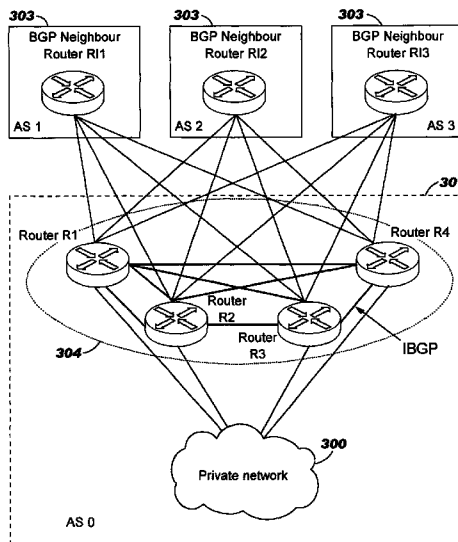 303
303
303
BGP Neighbour
Router RI1
BGP Neighbour
Router RI2
BGP Neighbour
Router RI3
AS 1
AS 2
AS 3
30
Router R1
Router R4
Router
R2
Router
R3
304
IBGP
300
Private network
AS 0